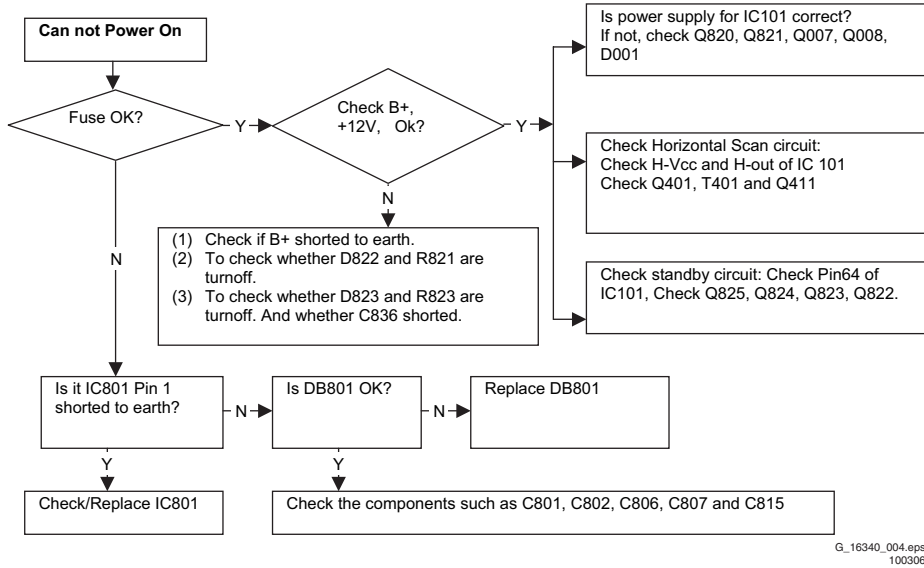 Can not Power On
Fuse OK?
Y
Check B+,
+12V, Ok?
Y
Is power supply for IC101 correct?
If not, check Q820, Q821, Q007, Q008,
D001
Check Horizontal Scan circuit:
Check H-Vcc and H-out of IC 101
Check Q401, T401 and Q411
Check standby circuit: Check Pin64 of
IC101, Check Q825, Q824, Q823, Q822.
N
(1) Check if B+ shorted to earth.
(2) To check whether D822 and R821 are
turnoff.
(3) To check whether D823 and R823 are
turnoff. And whether C836 shorted.
N
Is it IC801 Pin 1
shorted to earth?
N
Is DB801 OK?
N
Replace DB801
Y
Check/Replace IC801
Y
Check the components such as C801, C802, C806, C807 and C815
G_16340_004.eps
100306